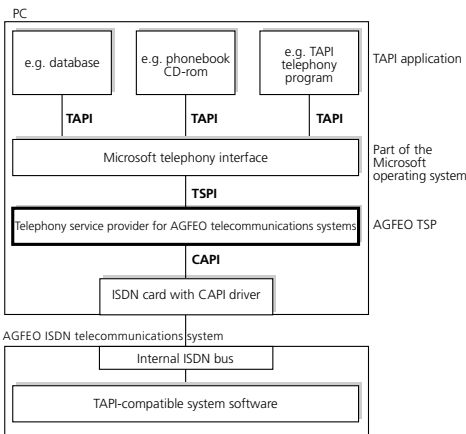 PC
e.g. database
e.g. phonebook
CD-rom
e.g. TAPI
telephony
program
TAPI application
TAPI
TAPI
TAPI
Microsoft telephony interface
Part of the
Microsoft
operating system
TSPI
Telephony service provider for AGFEO telecommunications systems
AGFEO TSP
CAPI
ISDN card with CAPI driver
AGFEO ISDN telecommunications system
Internal ISDN bus
TAPI-compatible system software